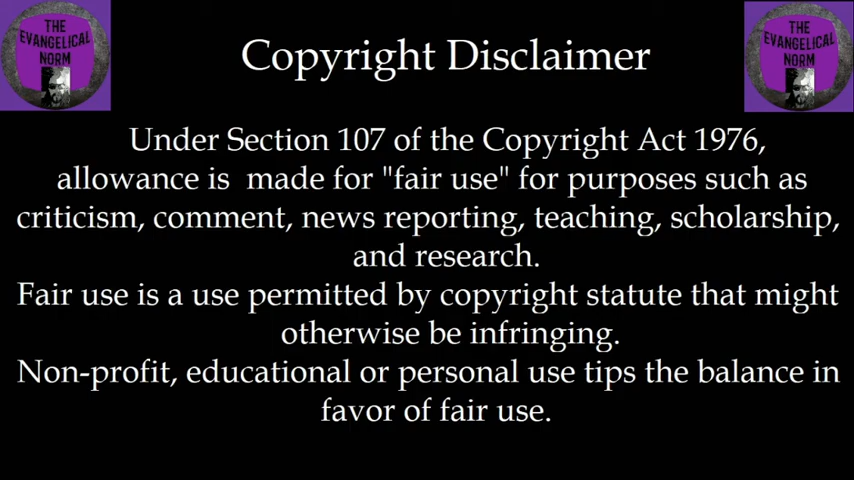 THE
EVANGELICAL
NORM
THE
EVANGELICAL
NORM
Copyright Disclaimer
Under Section 107 of the Copyright Act 1976,
allowance is made for "fair use" for purposes such as
criticism, comment, news reporting, teaching, scholarship,
and research.
Fair use is a use permitted by copyright statute that might
otherwise be infringing.
Non-profit, educational or personal use tips the balance in
favor of fair use.